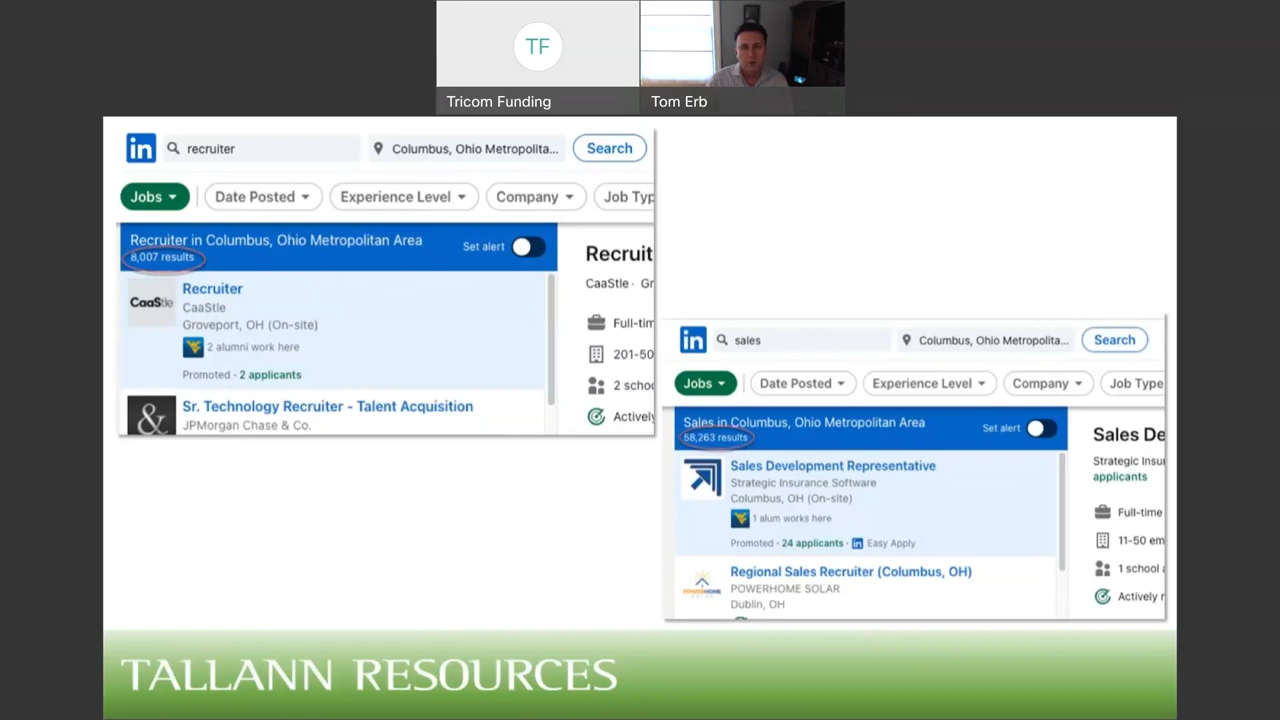 TF
Tricom Funding
Tom Erb
in recruiter Columbus, Ohio Metropolita... Search
Jobs Date Posted Experience Level Company Job Typ
Recruiter in Columbus, Ohio Metropolitan Area Set alert
8,007 results
Recruiter
CaaStle
CaaStle
Groveport, OH (On-site)
2 alumni work here
Promoted · 2 applicants
&
Sr. Technology Recruiter - Talent Acquisition
JPMorgan Chase & Co.
Recruit
CaaStle · Gr
Full-tim
201-50
2 schoo
Actively
in sales Columbus, Ohio Metropolita... Search
Jobs Date Posted Experience Level Company Job Type
Sales in Columbus, Ohio Metropolitan Area Set alert
58,263 results
Sales Development Representative
Strategic Insurance Software
Columbus, OH (On-site)
1 alum works here
Promoted · 24 applicants · in Easy Apply
Regional Sales Recruiter (Columbus, OH)
POWERHOME SOLAR
POWERHOME
SOLAR
Dublin, OH
Sales De
Strategic Insu
applicants
Full-time
11-50 em
1 school a
Actively r
TALLANN RESOURCES